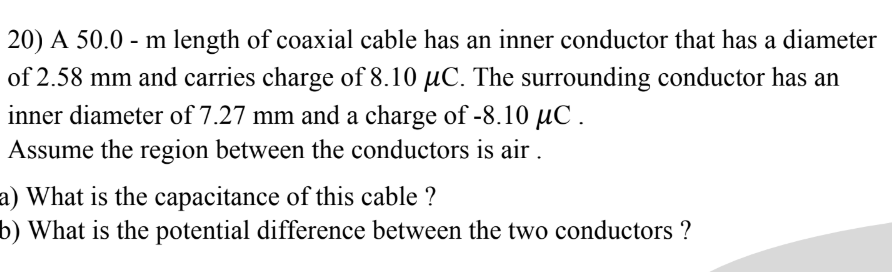 20) A 50.0 - m length of coaxial cable has an inner conductor that has a diameter
of 2.58 mm and carries charge of 8.10 μC. The surrounding conductor has an
inner diameter of 7.27 mm and a charge of -8.10 μC .
Assume the region between the conductors is air .
a) What is the capacitance of this cable ?
b) What is the potential difference between the two conductors ?